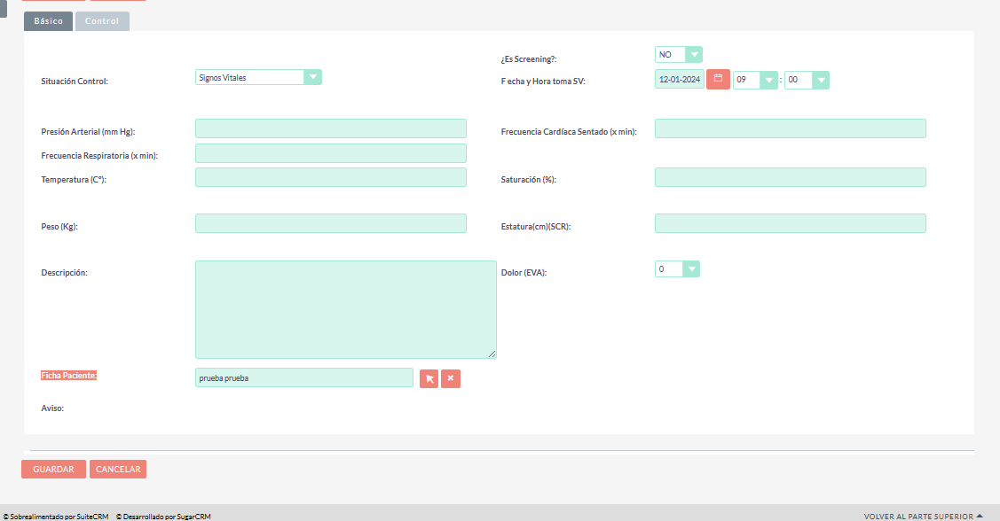 Básico Control
¿Es Screening?: NO
Situación Control: Signos Vitales
Fecha y Hora toma SV: 12-01-2024 09 : 00
Presión Arterial (mm Hg): Frecuencia Cardíaca Sentado (x min):
Frecuencia Respiratoria (x min):
Temperatura (C°): Saturación (%):
Peso (Kg): Estatura(cm)(SCR):
Descripción: Dolor (EVA): 0
Ficha Paciente: prueba prueba
Aviso:
GUARDAR CANCELAR
© Sobrealimentado por SuiteCRM © Desarrollado por SugarCRM VOLVER AL PARTE SUPERIOR